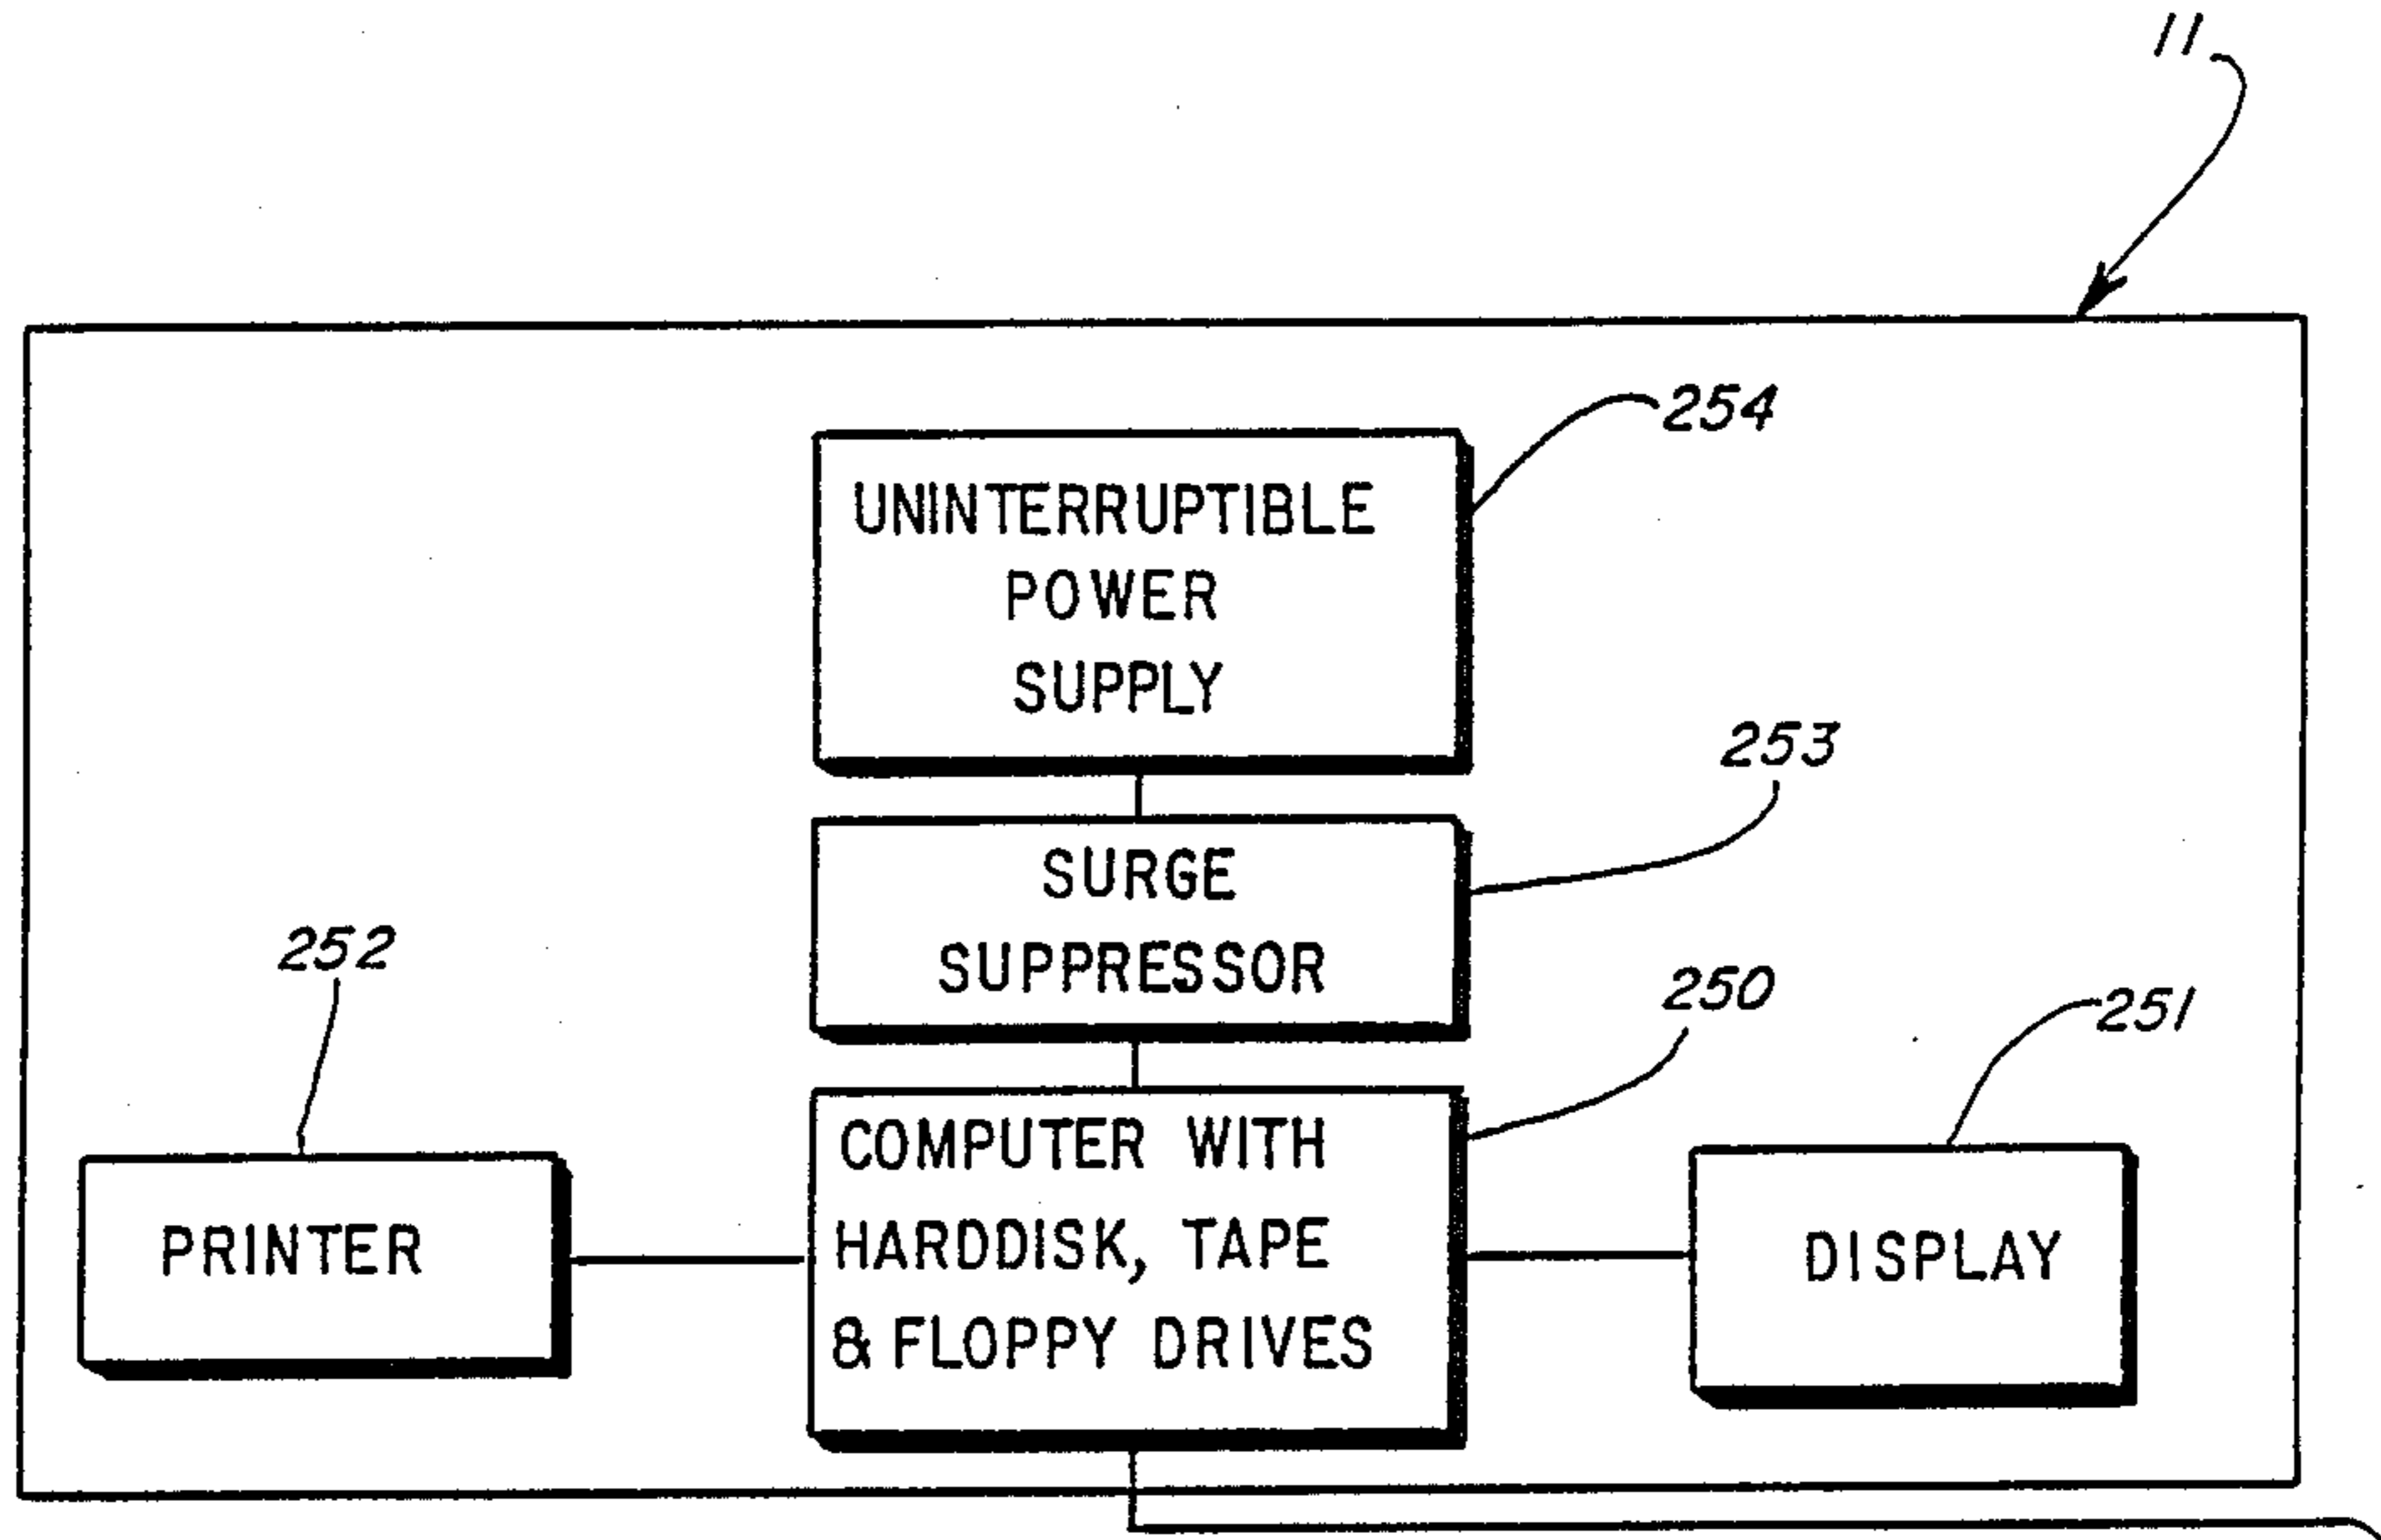 11
254
UNINTERRUPTIBLE
POWER
SUPPLY
253
SURGE
SUPPRESSOR
252
250
251
COMPUTER WITH
HARDDISK, TAPE
& FLOPPY DRIVES
PRINTER
DISPLAY